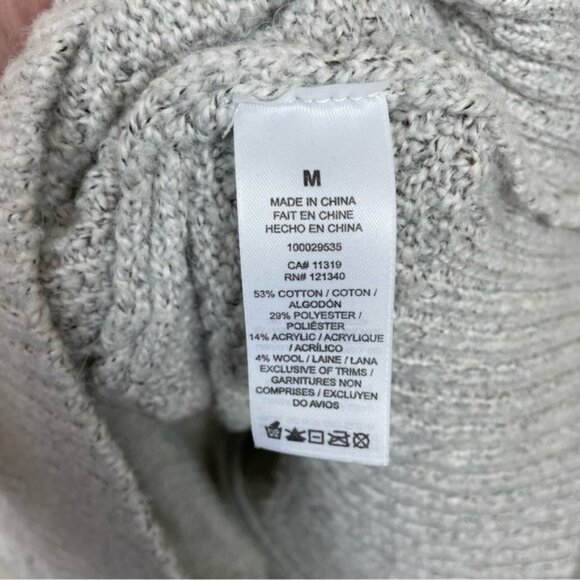 M
MADE IN CHINA
FAIT EN CHINE
HECHO EN CHINA
100029535
CA# 11319
RN# 121340
53% COTTON / COTON /
ALGODÓN
29% POLYESTER /
POLIÉSTER
14% ACRYLIC / ACRYLIQUE
/ ACRÍLICO
4% WOOL / LAINE / LANA
EXCLUSIVE OF TRIMS /
GARNITURES NON
COMPRISES / EXCLUYEN
DO AVIOS